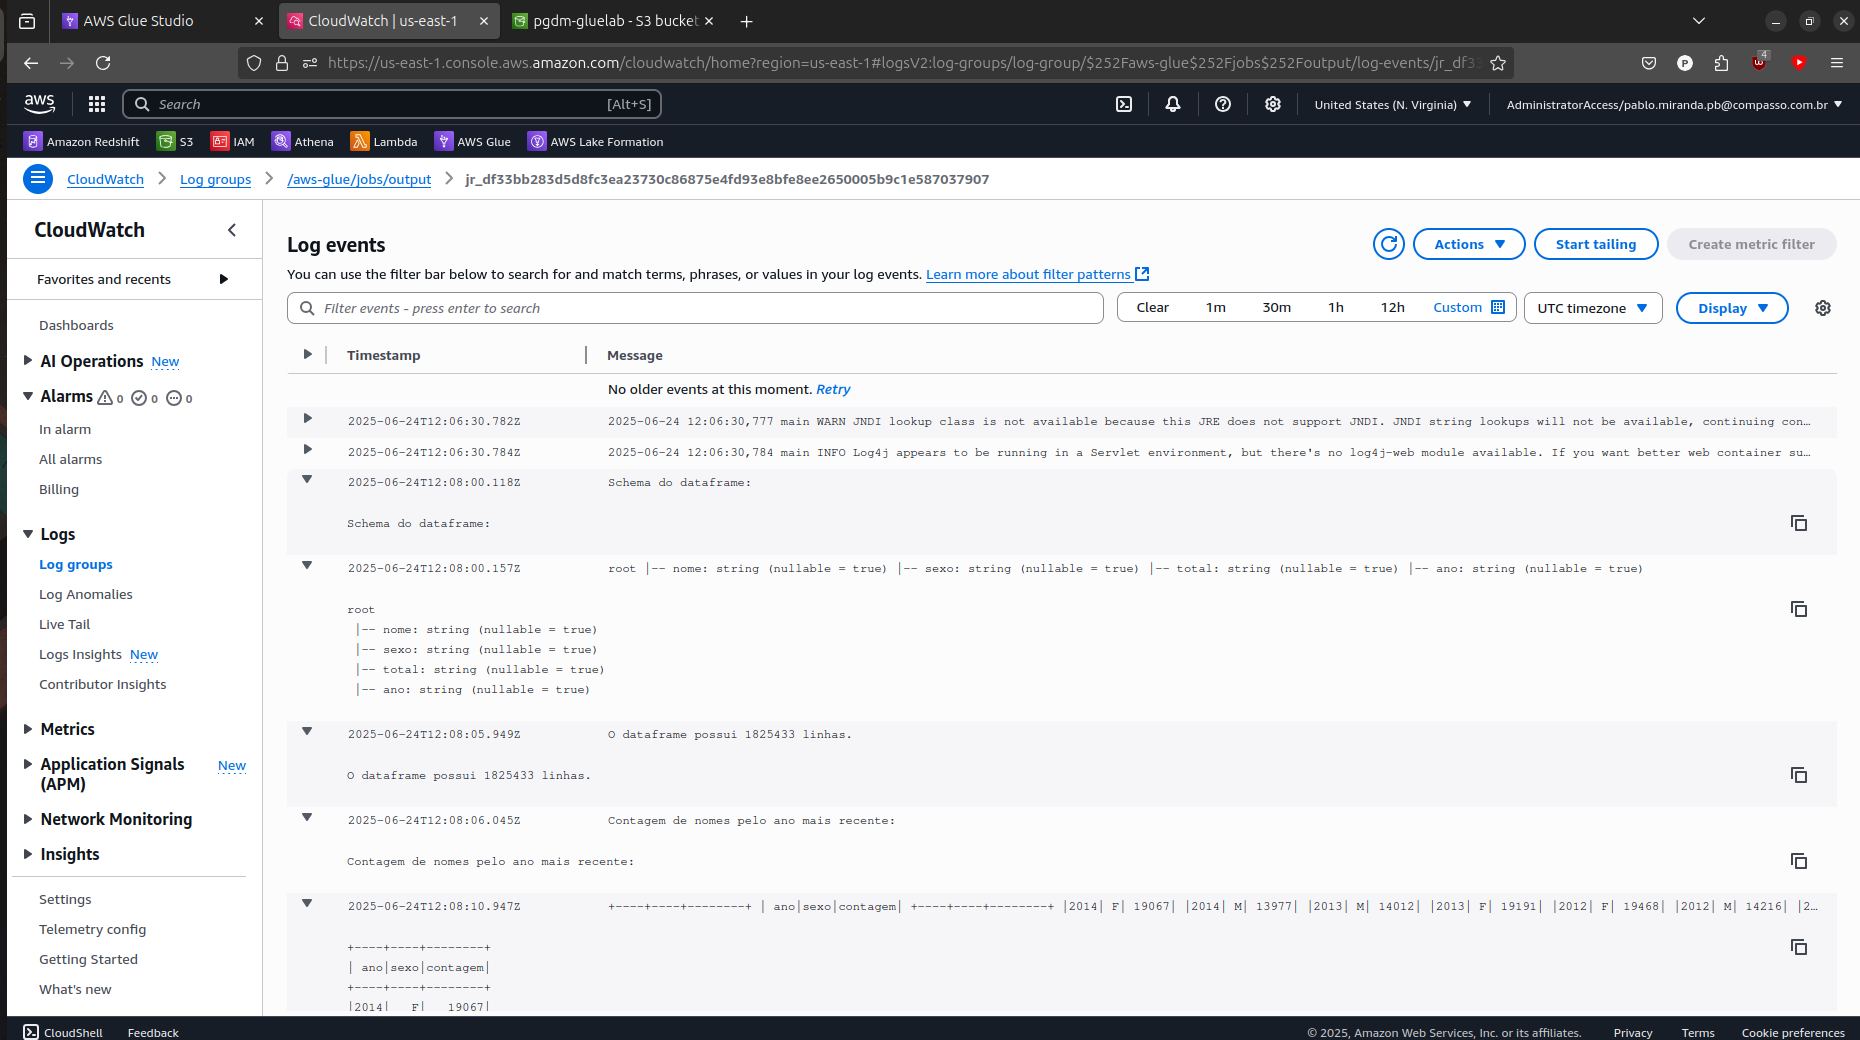 AWS Glue Studio
CloudWatch | us-east-1
pgdm-gluelab - S3 bucket
https://us-east-1.console.aws.amazon.com/cloudwatch/home?region=us-east-1#logsV2:log-groups/log-group/$252Faws-glue$252Fjobs$252Foutput/log-events/jr_df33
4
aws
Search
[Alt+S]
United States (N. Virginia)
AdministratorAccess/pablo.miranda.pb@compasso.com.br
Amazon Redshift
S3
IAM
Athena
Lambda
AWS Glue
AWS Lake Formation
CloudWatch
Log groups
/aws-glue/jobs/output
jr_df33bb283d5d8fc3ea23730c86875e4fd93e8bfe8ee2650005b9c1e587037907
CloudWatch
Favorites and recents
Dashboards
AI Operations New
Alarms 0 0 0
In alarm
All alarms
Billing
Logs
Log groups
Log Anomalies
Live Tail
Logs Insights New
Contributor Insights
Metrics
Application Signals (APM) New
Network Monitoring
Insights
Settings
Telemetry config
Getting Started
What's new
Log events
Actions
Start tailing
Create metric filter
You can use the filter bar below to search for and match terms, phrases, or values in your log events. Learn more about filter patterns
Filter events - press enter to search
Clear
1m
30m
1h
12h
Custom
UTC timezone
Display
Timestamp
Message
No older events at this moment. Retry
2025-06-24T12:06:30.782Z 2025-06-24 12:06:30,777 main WARN JNDI lookup class is not available because this JRE does not support JNDI. JNDI string lookups will not be available, continuing con…
2025-06-24T12:06:30.784Z 2025-06-24 12:06:30,784 main INFO Log4j appears to be running in a Servlet environment, but there's no log4j-web module available. If you want better web container su…
2025-06-24T12:08:00.118Z Schema do dataframe:
Schema do dataframe:
2025-06-24T12:08:00.157Z root |-- nome: string (nullable = true) |-- sexo: string (nullable = true) |-- total: string (nullable = true) |-- ano: string (nullable = true)
root
|-- nome: string (nullable = true)
|-- sexo: string (nullable = true)
|-- total: string (nullable = true)
|-- ano: string (nullable = true)
2025-06-24T12:08:05.949Z O dataframe possui 1825433 linhas.
O dataframe possui 1825433 linhas.
2025-06-24T12:08:06.045Z Contagem de nomes pelo ano mais recente:
Contagem de nomes pelo ano mais recente:
2025-06-24T12:08:10.947Z +----+----+--------+ | ano|sexo|contagem| +----+----+--------+ |2014| F| 19067| |2014| M| 13977| |2013| M| 14012| |2013| F| 19191| |2012| F| 19468| |2012| M| 14216| |2…
+----+----+--------+
| ano|sexo|contagem|
+----+----+--------+
|2014| F| 19067|
CloudShell
Feedback
© 2025, Amazon Web Services, Inc. or its affiliates.
Privacy
Terms
Cookie preferences